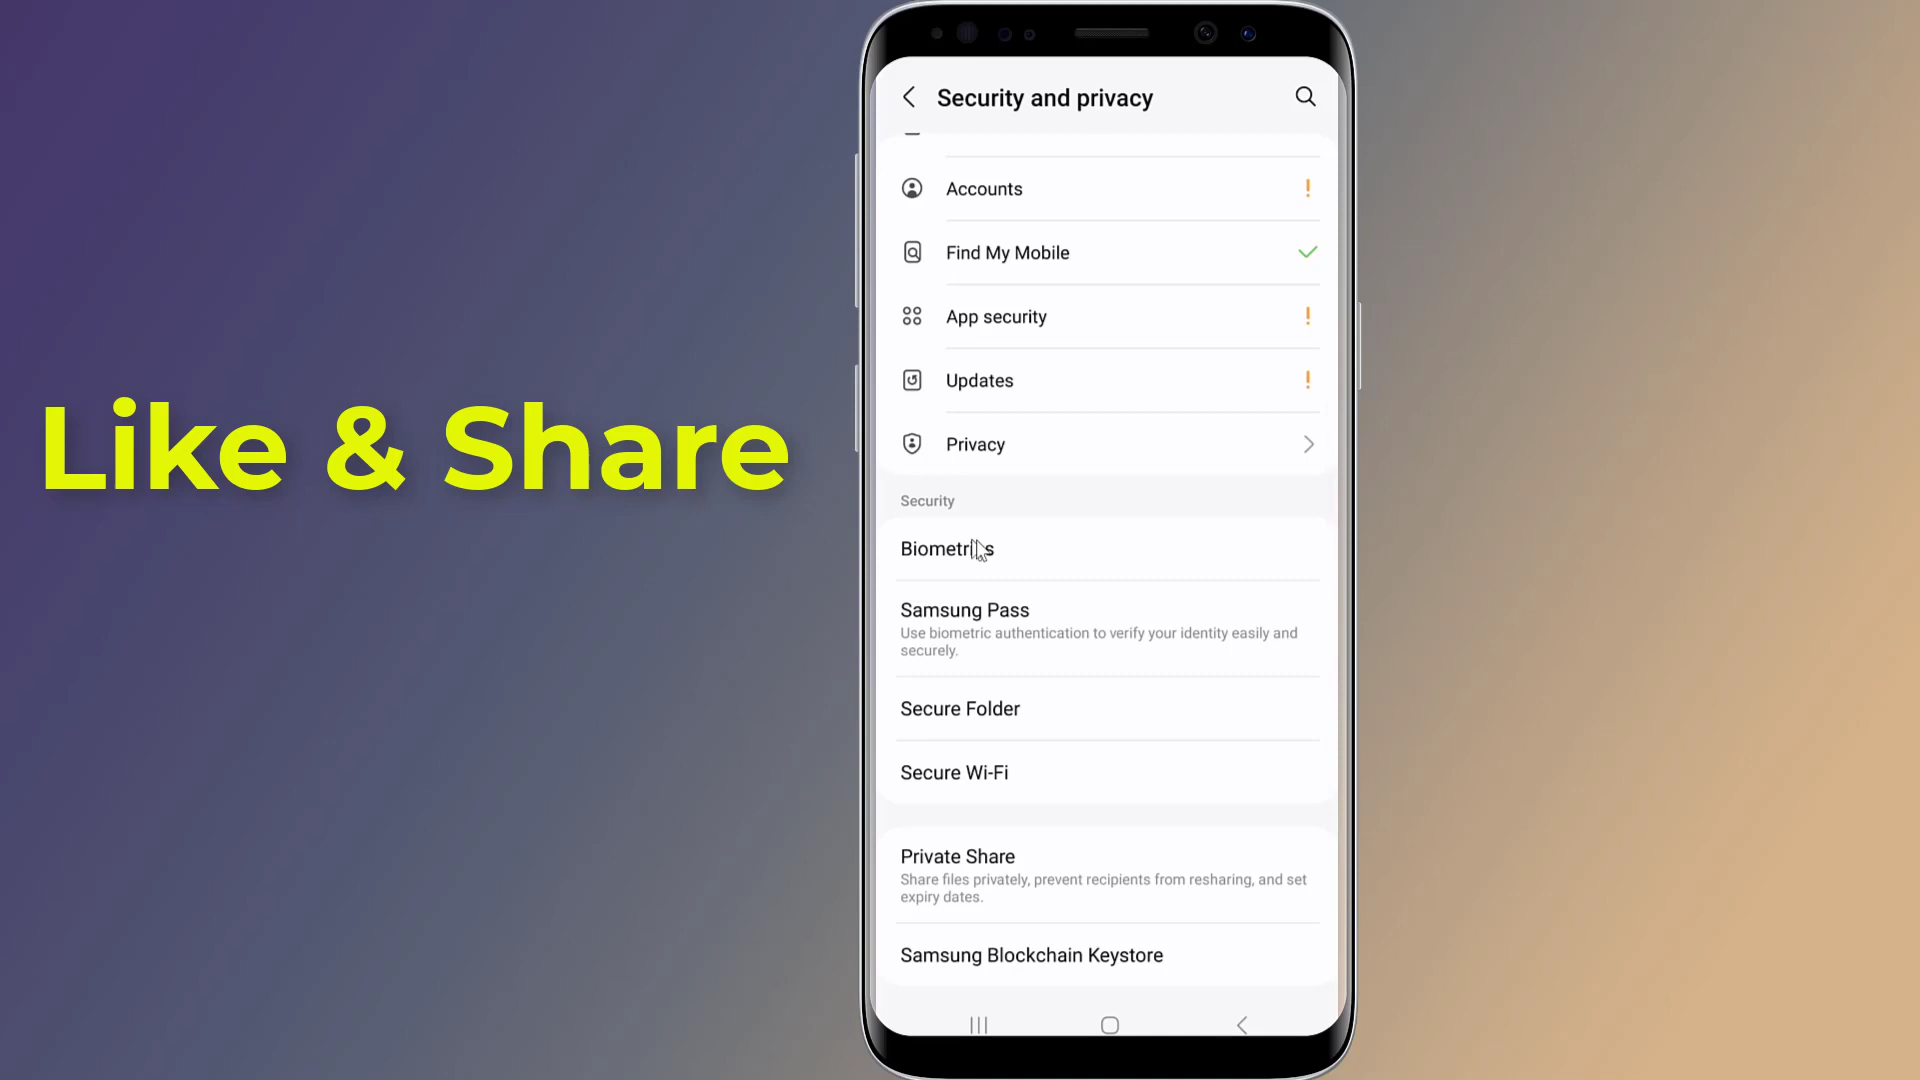 Like & Share
Security and privacy
Accounts
Find My Mobile
App security
Updates
Privacy
Security
Biometrics
Samsung Pass
Use biometric authentication to verify your identity easily and
securely.
Secure Folder
Secure Wi-Fi
Private Share
Share files privately, prevent recipients from resharing, and set
expiry dates.
Samsung Blockchain Keystore